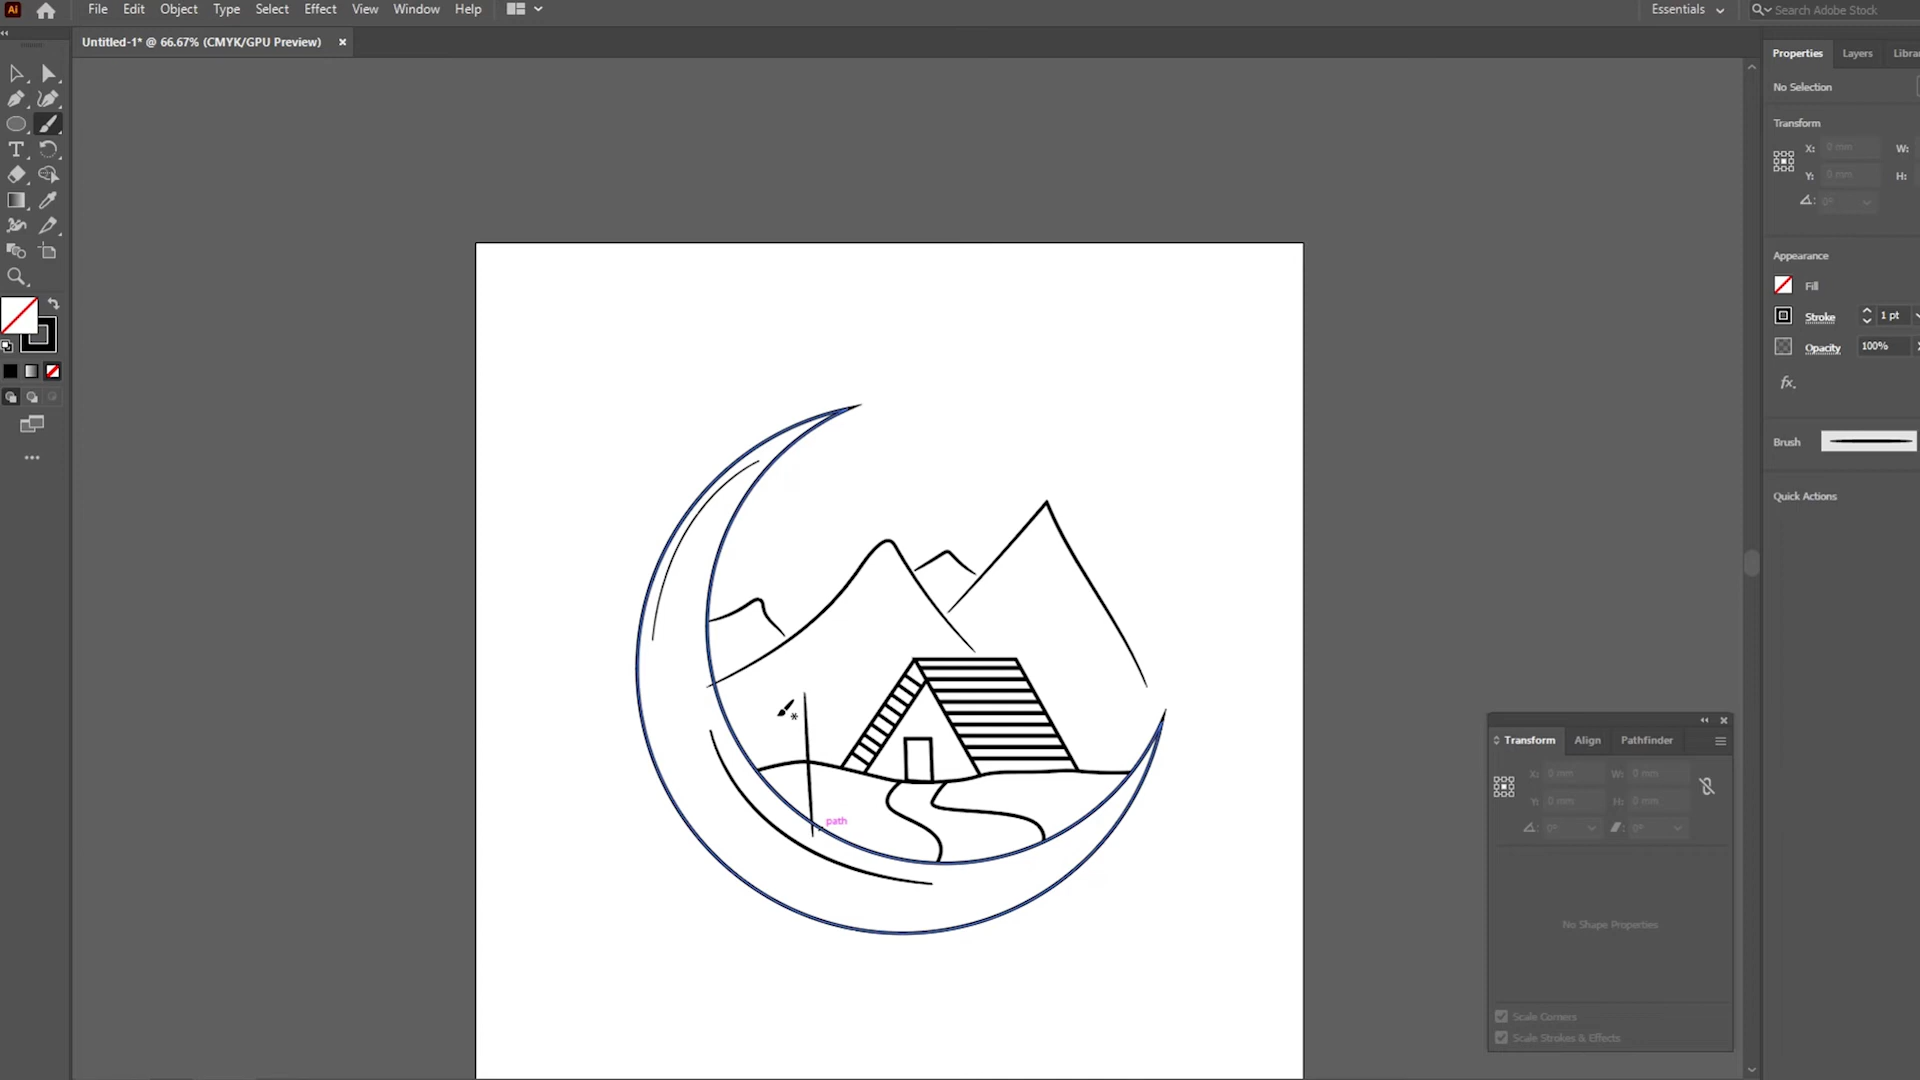 Ai File Edit Object Type Select Effect View Window Help Essentials Search Adobe Stock
Untitled-1* @ 66.67% (CMYK/GPU Preview) ×
Properties Layers Librar
No Selection
Transform
X: 0 mm W:
Y: 0 mm H:
0°
Appearance
Fill
Stroke 1 pt
Opacity 100%
fx.
Brush
Quick Actions
path
Transform Align Pathfinder
X: 0 mm W: 0 mm
Y: 0 mm H: 0 mm
0° 0°
No Shape Properties
Scale Corners
Scale Strokes & Effects